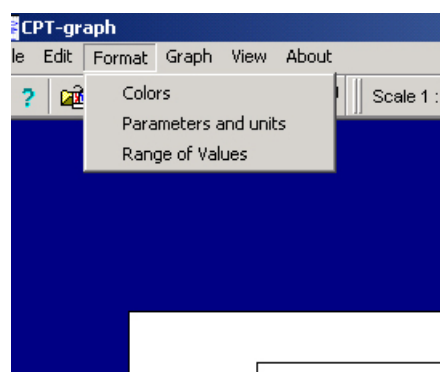 CPT-graph
le Edit Format Graph View About
? Scale 1 :
Colors
Parameters and units
Range of Values